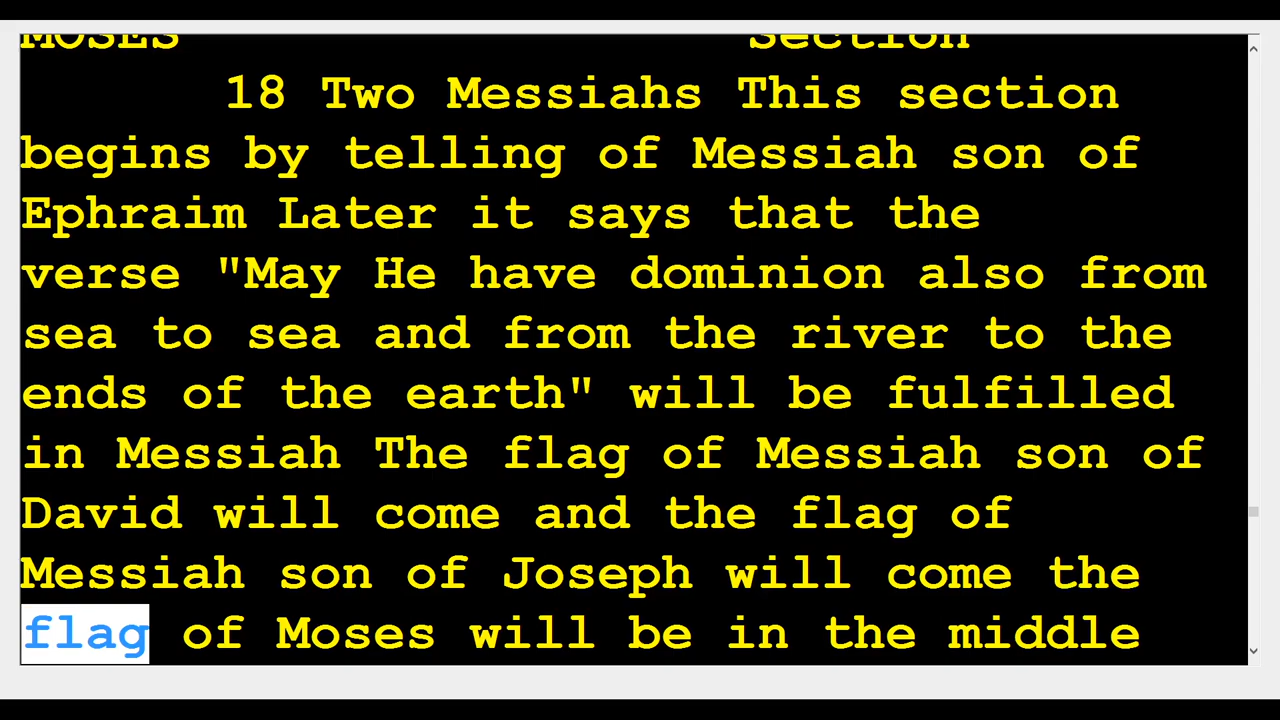 MOSES section
18 Two Messiahs This section
begins by telling of Messiah son of
Ephraim Later it says that the
verse "May He have dominion also from
sea to sea and from the river to the
ends of the earth" will be fulfilled
in Messiah The flag of Messiah son of
David will come and the flag of
Messiah son of Joseph will come the
flag of Moses will be in the middle